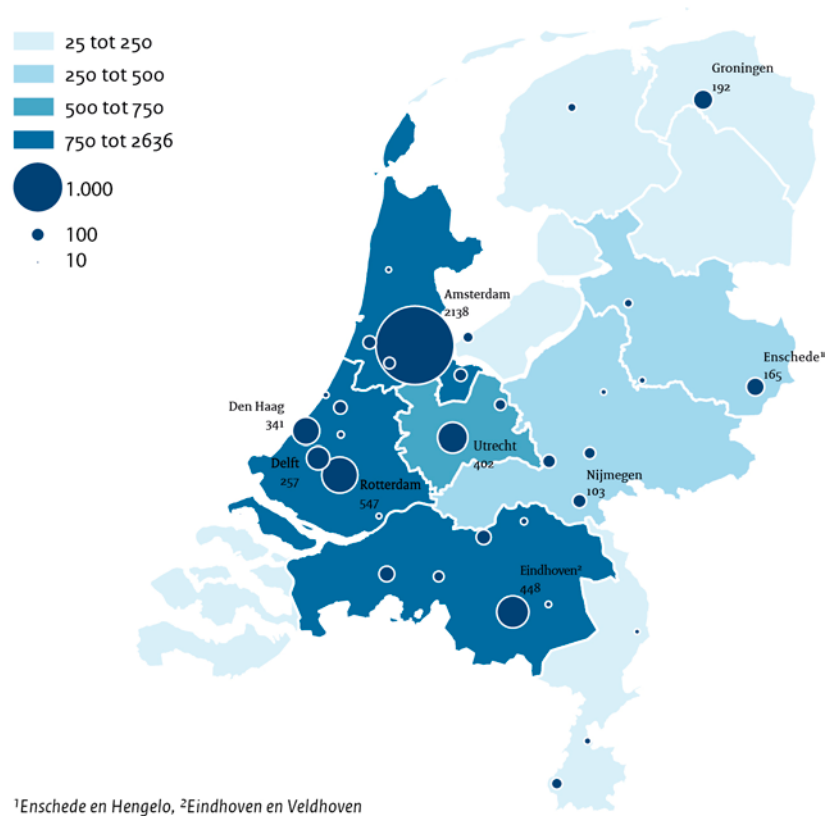 25 tot 250
250 tot 500
500 tot 750
750 tot 2636
1.000
100
10
Groningen
192
Amsterdam
2138
Enschede¹
165
Den Haag
341
Utrecht
402
Delft
257
Rotterdam
547
Nijmegen
103
Eindhoven²
448
¹Enschede en Hengelo, ²Eindhoven en Veldhoven